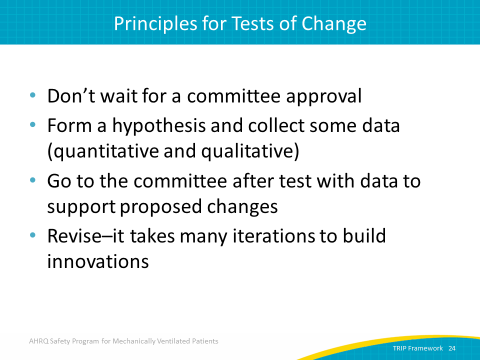 Principles for Tests of Change
• Don’t wait for a committee approval
• Form a hypothesis and collect some data
(quantitative and qualitative)
• Go to the committee after test with data to
support proposed changes
• Revise–it takes many iterations to build
innovations
AHRQ Safety Program for Mechanically Ventilated Patients
TRIP Framework 24